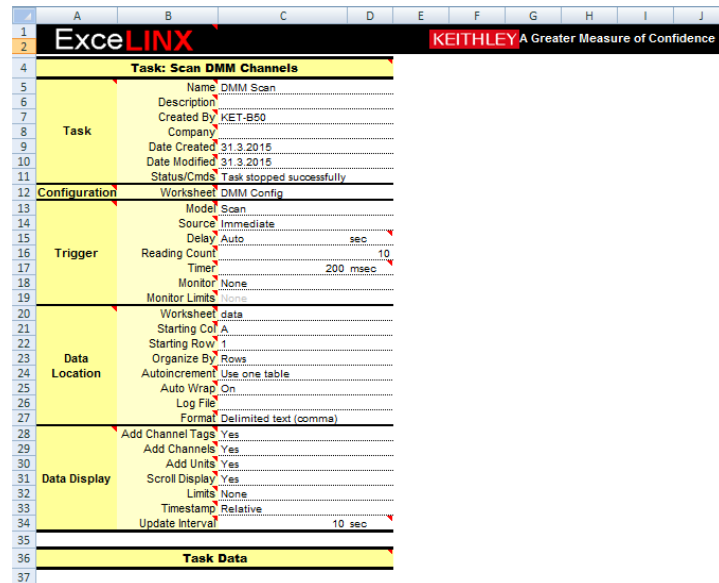 A B C D E F G H I J
1 ExceLINX KEITHLEY A Greater Measure of Confidence
2
4 Task: Scan DMM Channels
5 Name DMM Scan
6 Description
7 Created By KET-B50
8 Task Company
9 Date Created 31.3.2015
10 Date Modified 31.3.2015
11 Status/Cmds Task stopped successfully
12 Configuration Worksheet DMM Config
13 Model Scan
14 Source Immediate
15 Delay Auto sec
16 Trigger Reading Count 10
17 Timer 200 msec
18 Monitor None
19 Monitor Limits None
20 Worksheet data
21 Starting Col A
22 Starting Row 1
23 Data Organize By Rows
24 Location Autoincrement Use one table
25 Auto Wrap On
26 Log File
27 Format Delimited text (comma)
28 Add Channel Tags Yes
29 Add Channels Yes
30 Add Units Yes
31 Data Display Scroll Display Yes
32 Limits None
33 Timestamp Relative
34 Update Interval 10 sec
35
36 Task Data
37